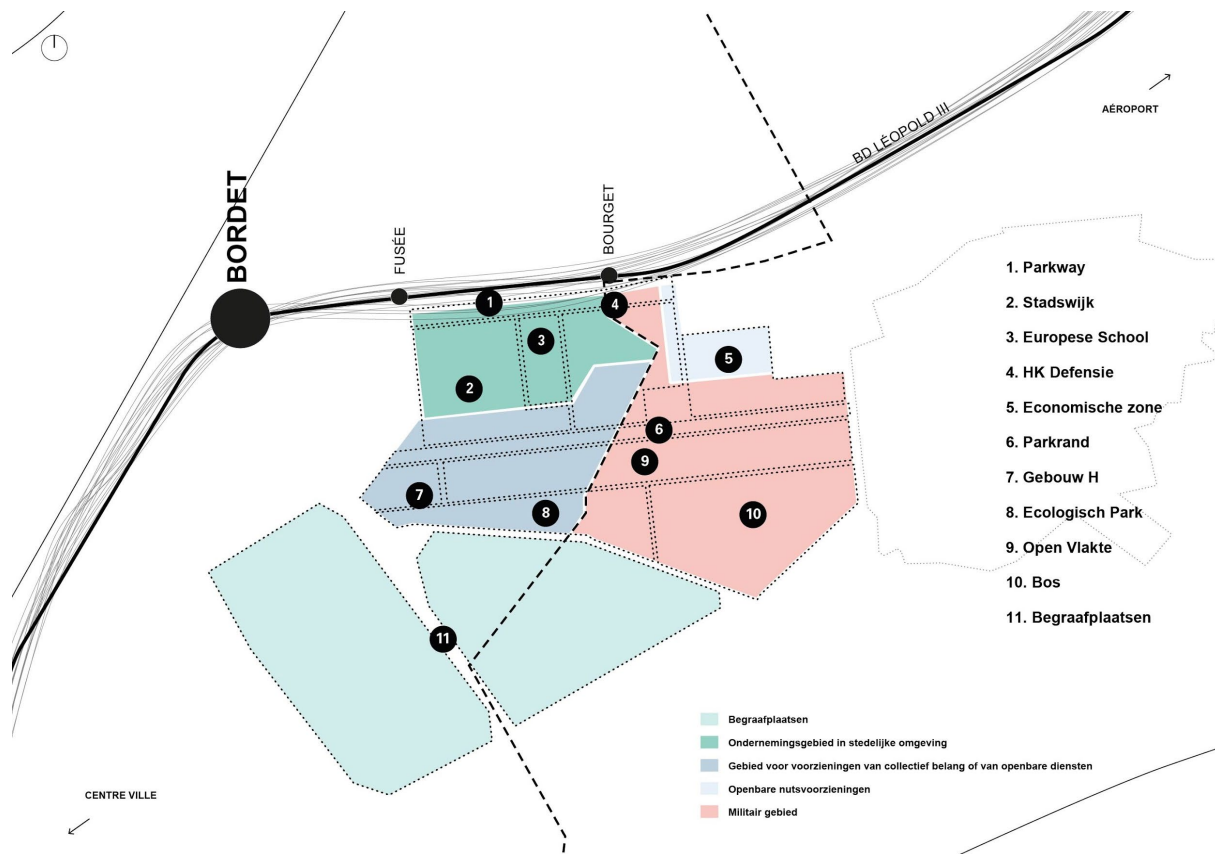 AÉROPORT
BD LÉOPOLD III
BORDET
FUSÉE
BOURGET
1
2
3
4
5
6
7
8
9
10
11
1. Parkway
2. Stadswijk
3. Europese School
4. HK Defensie
5. Economische zone
6. Parkrand
7. Gebouw H
8. Ecologisch Park
9. Open Vlakte
10. Bos
11. Begraafplaatsen
Begraafplaatsen
Ondernemingsgebied in stedelijke omgeving
Gebied voor voorzieningen van collectief belang of van openbare diensten
Openbare nutsvoorzieningen
Militair gebied
CENTRE VILLE